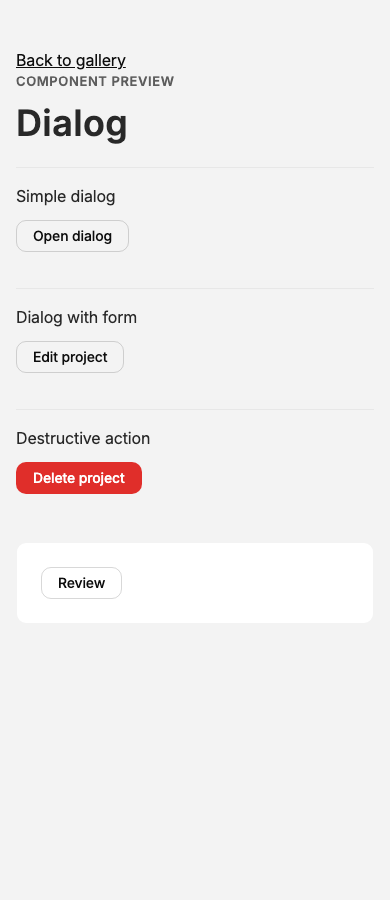 Back to gallery
COMPONENT PREVIEW
Dialog
Simple dialog
Open dialog
Dialog with form
Edit project
Destructive action
Delete project
Review